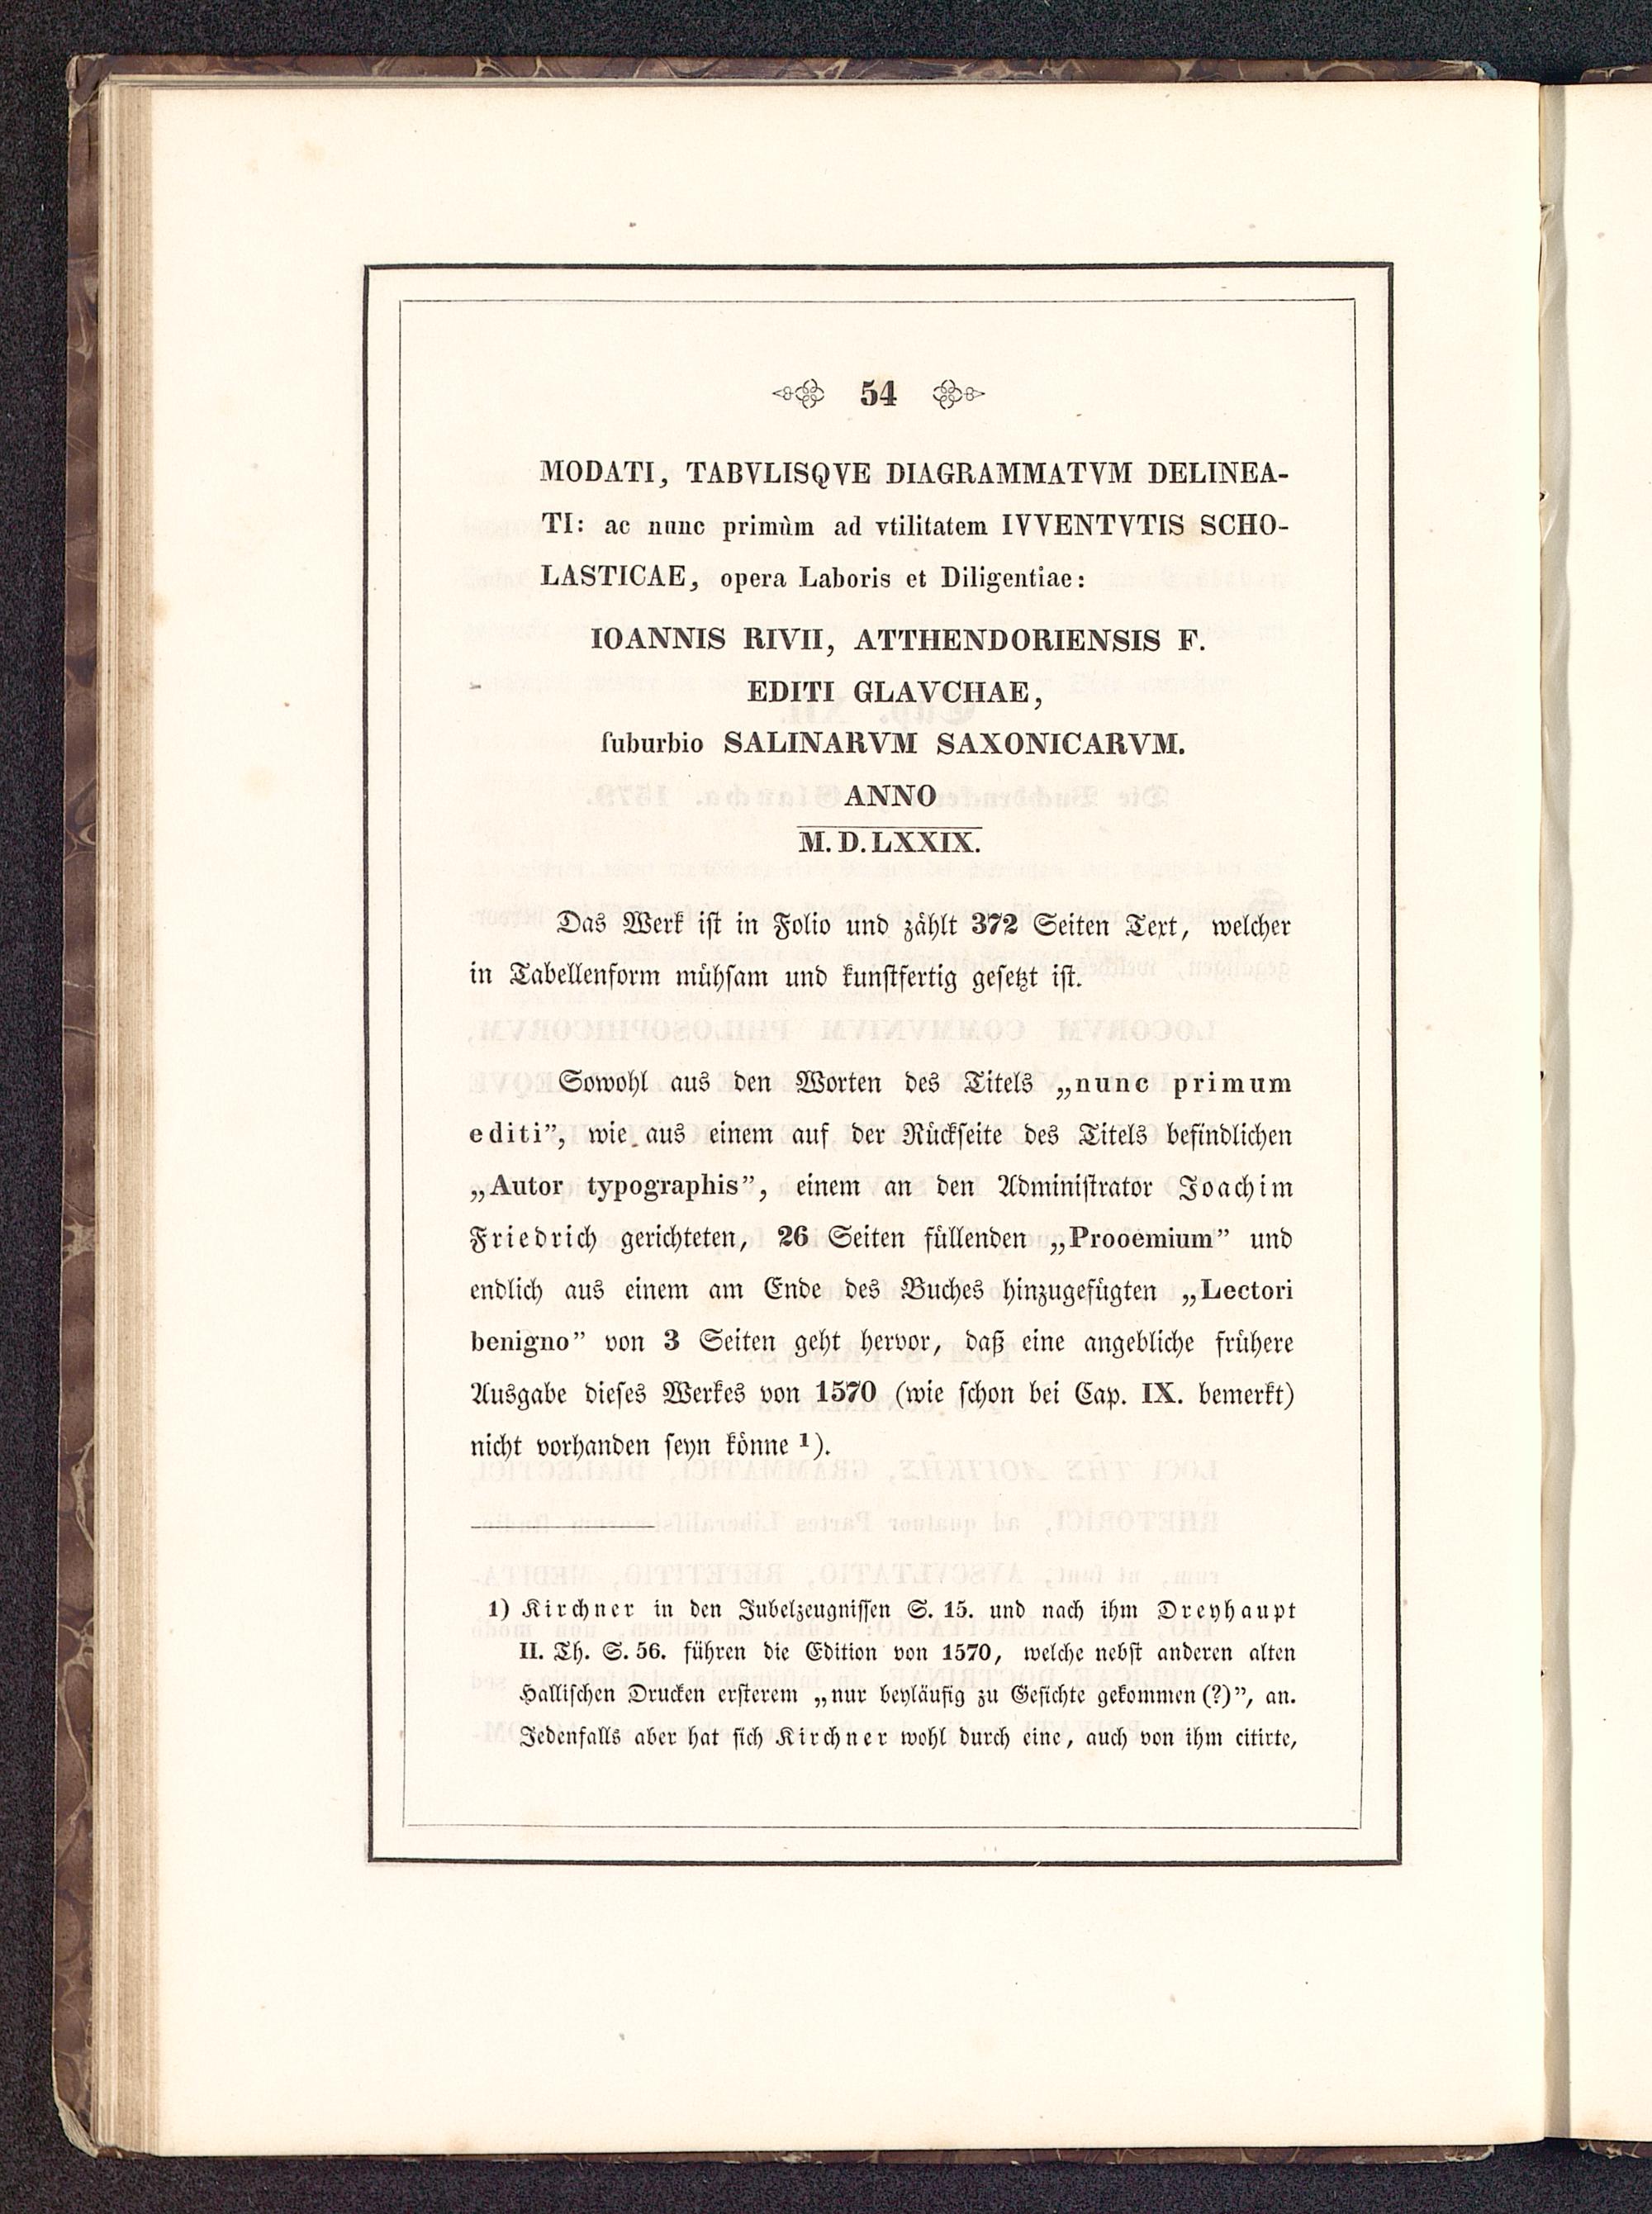 54
MODATI, TABVLISQVE DIAGRAMMATVM DELINEA-
TI: ac nunc primùm ad vtilitatem IVVENTVTIS SCHO-
LASTICAE, opera Laboris et Diligentiae:
IOANNIS RIVII, ATTHENDORIENSIS F.
EDITI GLAVCHAE,
ſuburbio SALINARVM SAXONICARVM.
ANNO
M. D. LXXIX.
Das Werk iſt in Folio und zählt 372 Seiten Text, welcher
in Tabellenform mühſam und kunſtfertig geſetzt iſt.
Sowohl aus den Worten des Titels „nunc primum
editi”, wie aus einem auf der Rückſeite des Titels befindlichen
„Autor typographis”, einem an den Adminiſtrator Joachim
Friedrich gerichteten, 26 Seiten füllenden „Prooemium” und
endlich aus einem am Ende des Buches hinzugefügten „Lectori
benigno” von 3 Seiten geht hervor, daß eine angebliche frühere
Ausgabe dieſes Werkes von 1570 (wie ſchon bei Cap. IX. bemerkt)
nicht vorhanden ſeyn könne 1).
1) Kirchner in den Jubelzeugniſſen S. 15. und nach ihm Dreyhaupt
II. Th. S. 56. führen die Edition von 1570, welche nebſt anderen alten
Halliſchen Drucken erſterem „nur beyläufig zu Geſichte gekommen (?)”, an.
Jedenfalls aber hat ſich Kirchner wohl durch eine, auch von ihm citirte,